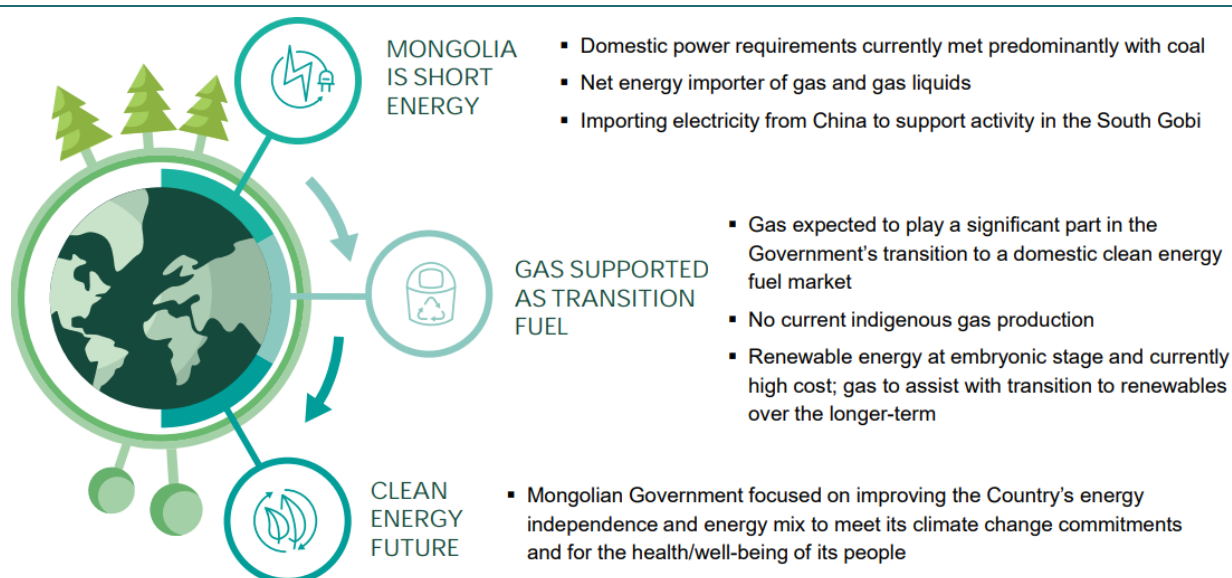 MONGOLIA
IS SHORT
ENERGY
▪ Domestic power requirements currently met predominantly with coal
▪ Net energy importer of gas and gas liquids
▪ Importing electricity from China to support activity in the South Gobi
GAS SUPPORTED
AS TRANSITION
FUEL
▪ Gas expected to play a significant part in the
Government’s transition to a domestic clean energy
fuel market
▪ No current indigenous gas production
▪ Renewable energy at embryonic stage and currently
high cost; gas to assist with transition to renewables
over the longer-term
CLEAN
ENERGY
FUTURE
▪ Mongolian Government focused on improving the Country’s energy
independence and energy mix to meet its climate change commitments
and for the health/well-being of its people